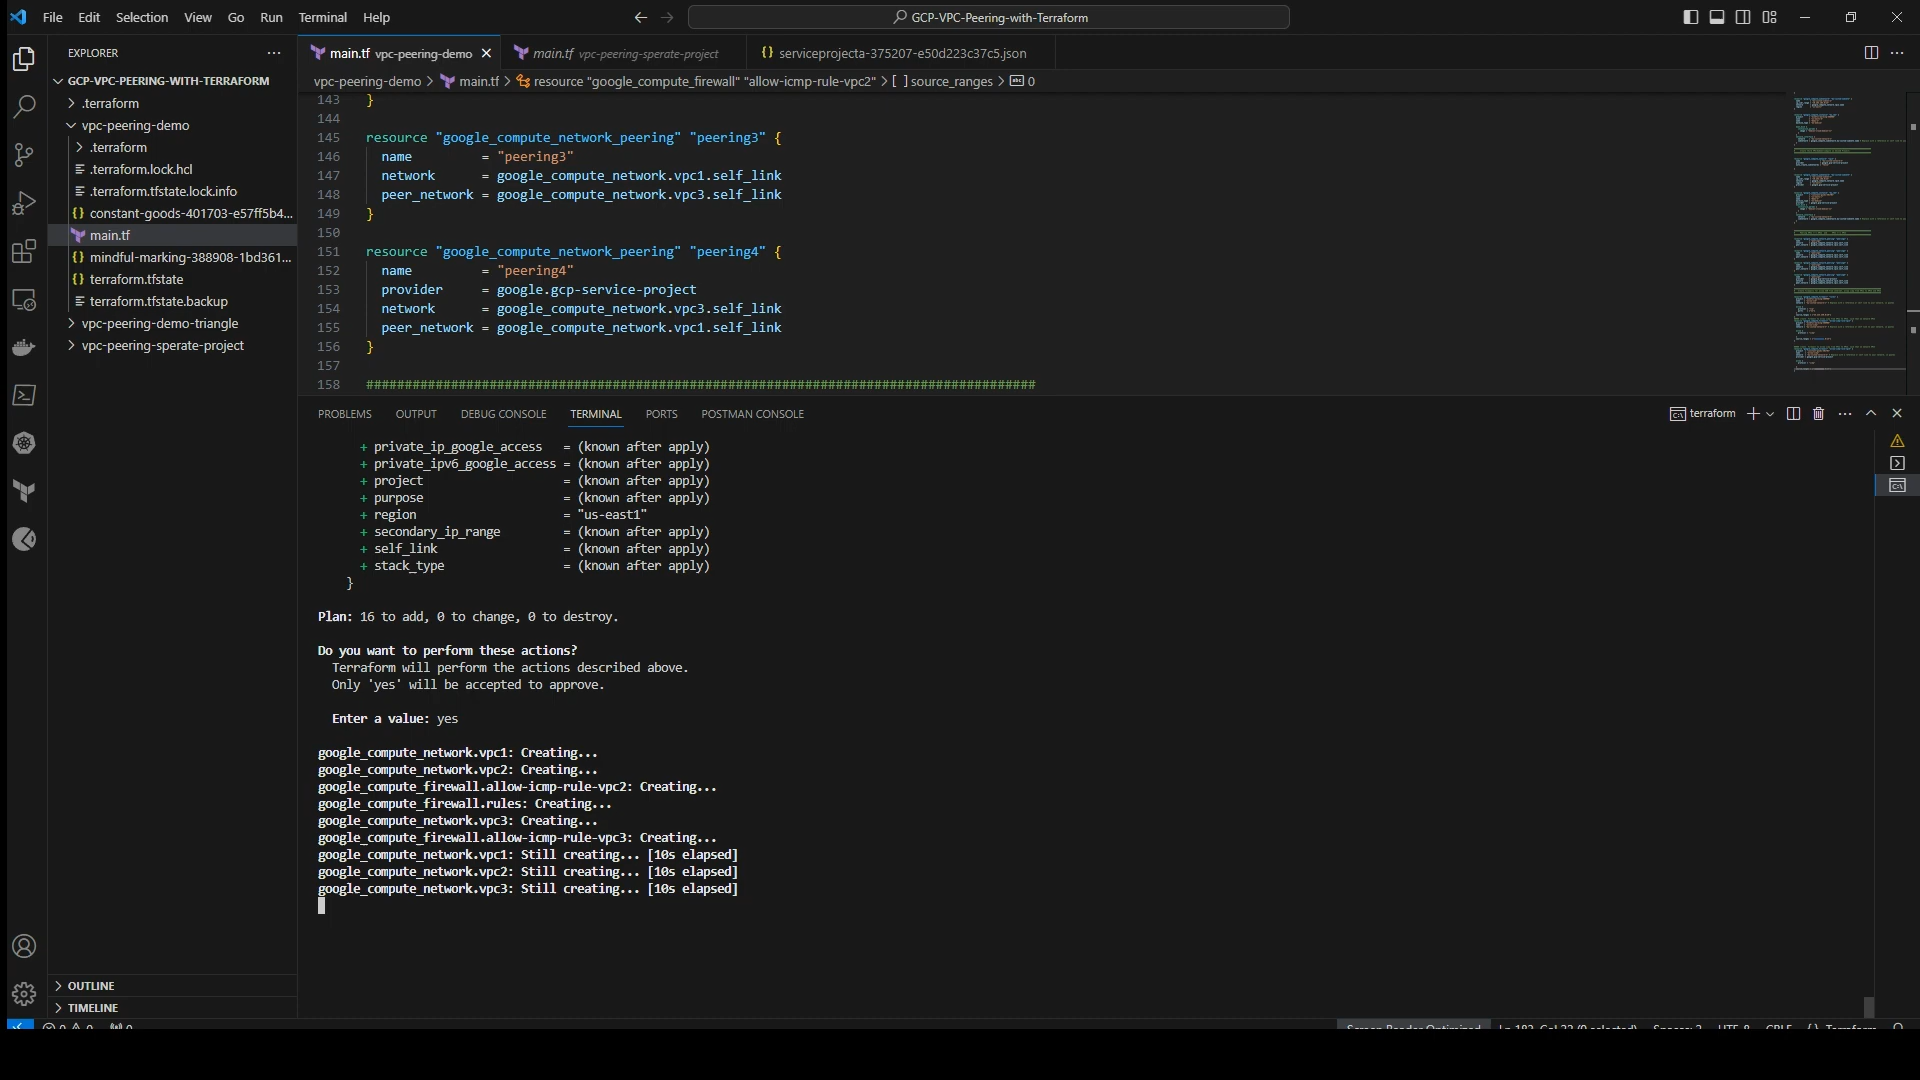 File Edit Selection View Go Run Terminal Help
GCP-VPC-Peering-with-Terraform
EXPLORER
GCP-VPC-PEERING-WITH-TERRAFORM
.terraform
vpc-peering-demo
.terraform
.terraform.lock.hcl
.terraform.tfstate.lock.info
constant-goods-401703-e57ff5b4...
main.tf
mindful-marking-388908-1bd361...
terraform.tfstate
terraform.tfstate.backup
vpc-peering-demo-triangle
vpc-peering-sperate-project
OUTLINE
TIMELINE
main.tf vpc-peering-demo
main.tf vpc-peering-sperate-project
{} serviceprojecta-375207-e50d223c37c5.json
vpc-peering-demo > main.tf > resource "google_compute_firewall" "allow-icmp-rule-vpc2" > [ ] source_ranges > 0
143 }
144
145 resource "google_compute_network_peering" "peering3" {
146 name = "peering3"
147 network = google_compute_network.vpc1.self_link
148 peer_network = google_compute_network.vpc3.self_link
149 }
150
151 resource "google_compute_network_peering" "peering4" {
152 name = "peering4"
153 provider = google.gcp-service-project
154 network = google_compute_network.vpc3.self_link
155 peer_network = google_compute_network.vpc1.self_link
156 }
157
158 #######################################################################################
PROBLEMS OUTPUT DEBUG CONSOLE TERMINAL PORTS POSTMAN CONSOLE
terraform
+ private_ip_google_access = (known after apply)
+ private_ipv6_google_access = (known after apply)
+ project = (known after apply)
+ purpose = (known after apply)
+ region = "us-east1"
+ secondary_ip_range = (known after apply)
+ self_link = (known after apply)
+ stack_type = (known after apply)
}
Plan: 16 to add, 0 to change, 0 to destroy.
Do you want to perform these actions?
Terraform will perform the actions described above.
Only 'yes' will be accepted to approve.
Enter a value: yes
google_compute_network.vpc1: Creating...
google_compute_network.vpc2: Creating...
google_compute_firewall.allow-icmp-rule-vpc2: Creating...
google_compute_firewall.rules: Creating...
google_compute_network.vpc3: Creating...
google_compute_firewall.allow-icmp-rule-vpc3: Creating...
google_compute_network.vpc1: Still creating... [10s elapsed]
google_compute_network.vpc2: Still creating... [10s elapsed]
google_compute_network.vpc3: Still creating... [10s elapsed]